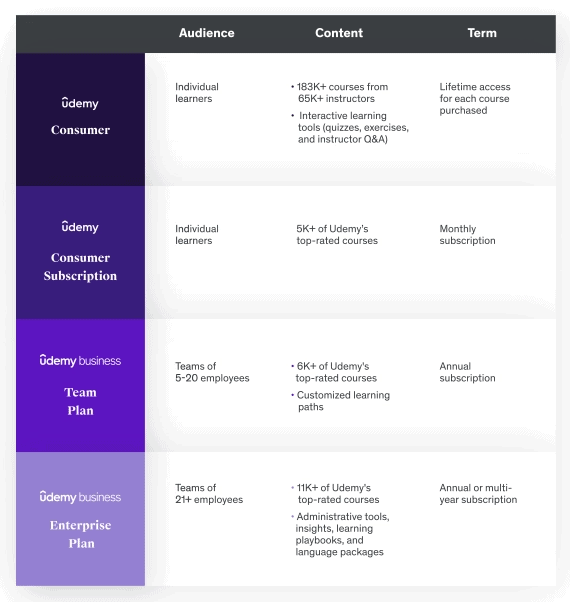 Audience Content Term
udemy
Consumer
Individual
learners
• 183K+ courses from
65K+ instructors
• Interactive learning
tools (quizzes, exercises,
and instructor Q&A)
Lifetime access
for each course
purchased
udemy
Consumer
Subscription
Individual
learners
5K+ of Udemy's
top-rated courses
Monthly
subscription
udemy business
Team
Plan
Teams of
5-20 employees
• 6K+ of Udemy's
top-rated courses
• Customized learning
paths
Annual
subscription
udemy business
Enterprise
Plan
Teams of
21+ employees
• 11K+ of Udemy's
top-rated courses
• Administrative tools,
insights, learning
playbooks, and
language packages
Annual or multi-
year subscription